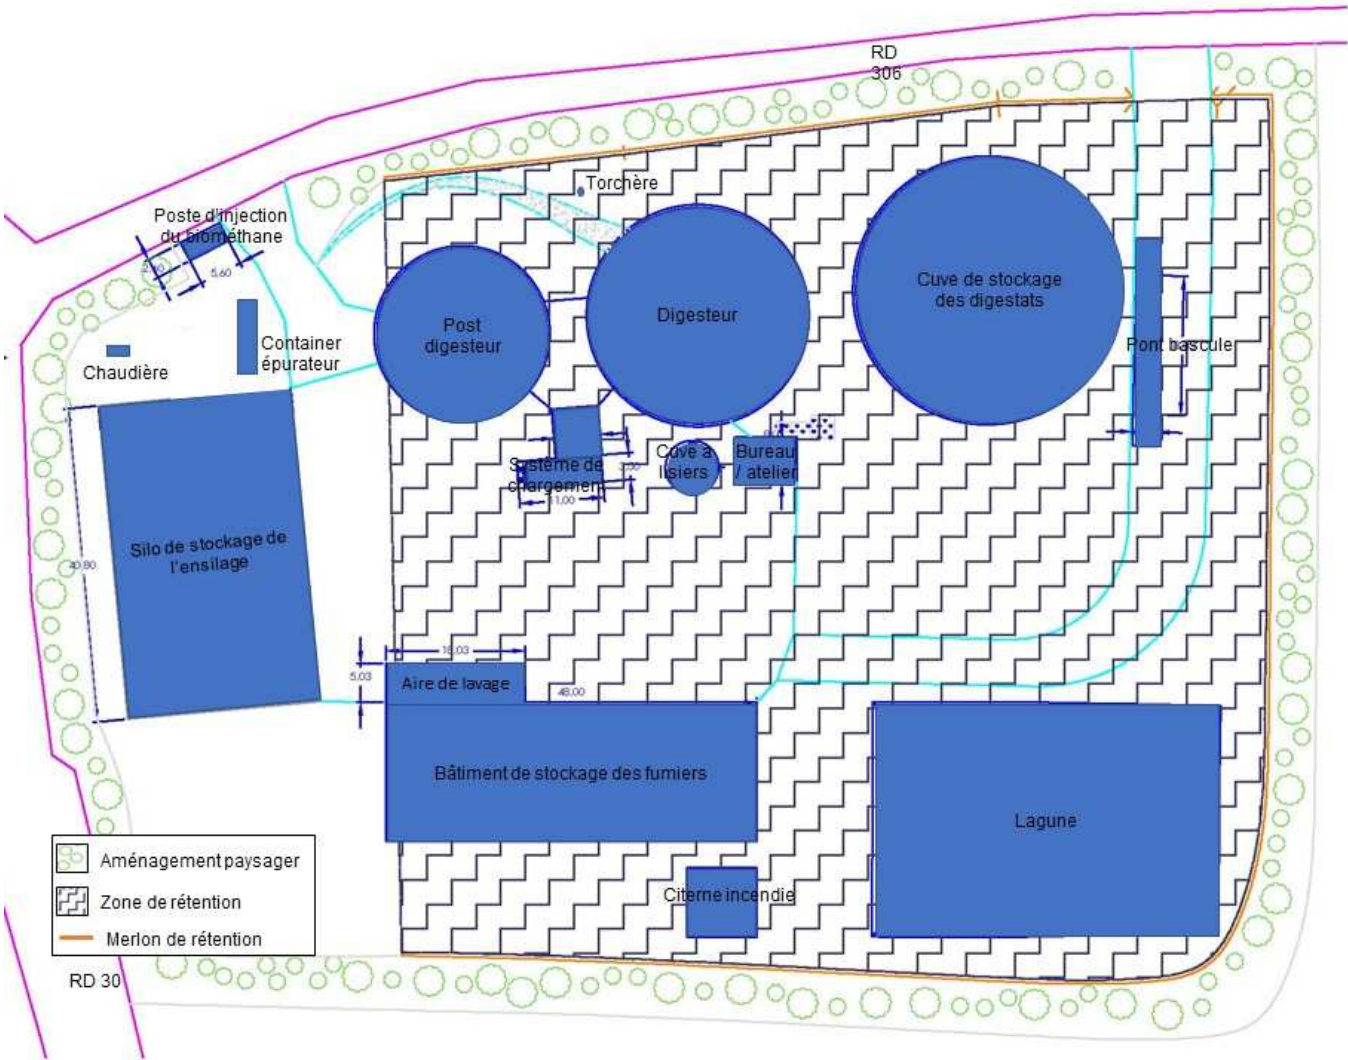 RD
306
Torchère
Poste d'injection
du biométhane
5,60
Cuve de stockage
des digestats
Digesteur
Post
digesteur
Container
épurateur
Chaudière
Pont bascule
Système de
chargement
11,00
Cuve à
lisiers
Bureau
/ atelier
Silo de stockage de
l'ensilage
40,80
18,03
5,03
Aire de lavage
48,00
Bâtiment de stockage des fumiers
Lagune
Citerne incendie
Aménagement paysager
Zone de rétention
Merlon de rétention
RD 30